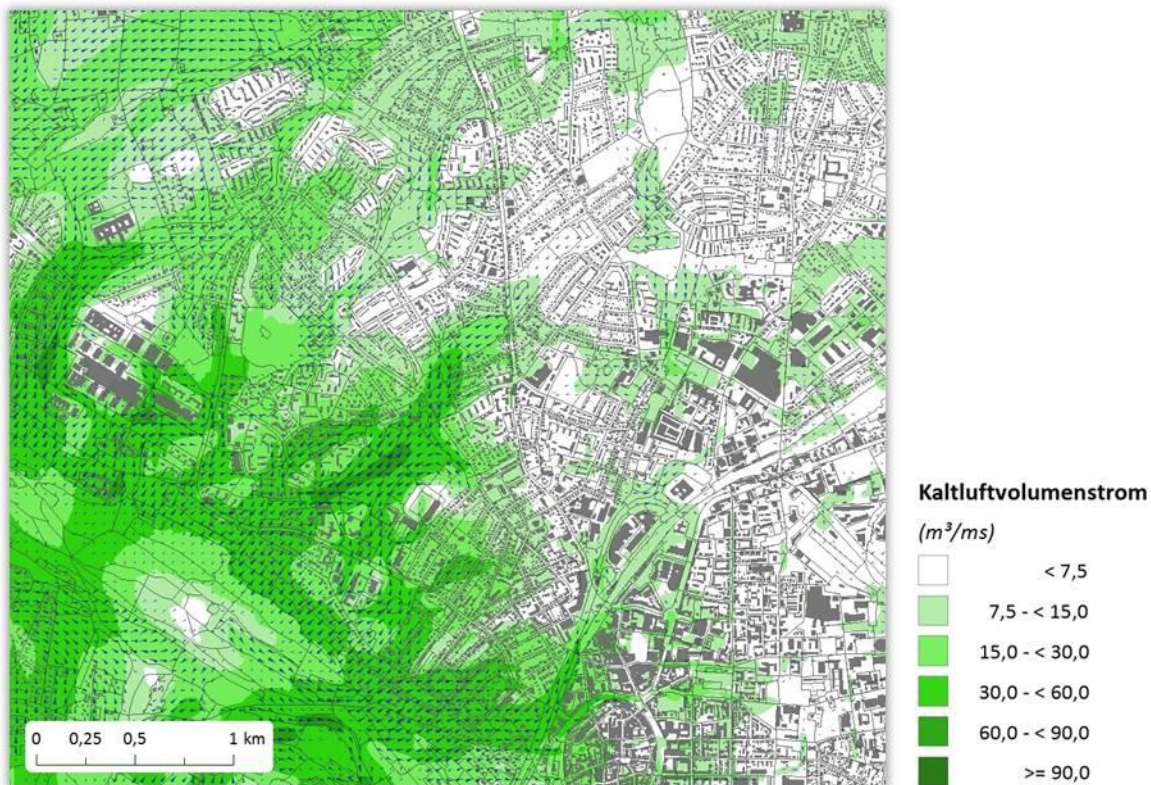 Kaltluftvolumenstrom
(m³/ms)
< 7,5
7,5 - < 15,0
15,0 - < 30,0
30,0 - < 60,0
60,0 - < 90,0
>= 90,0
0 0,25 0,5 1 km